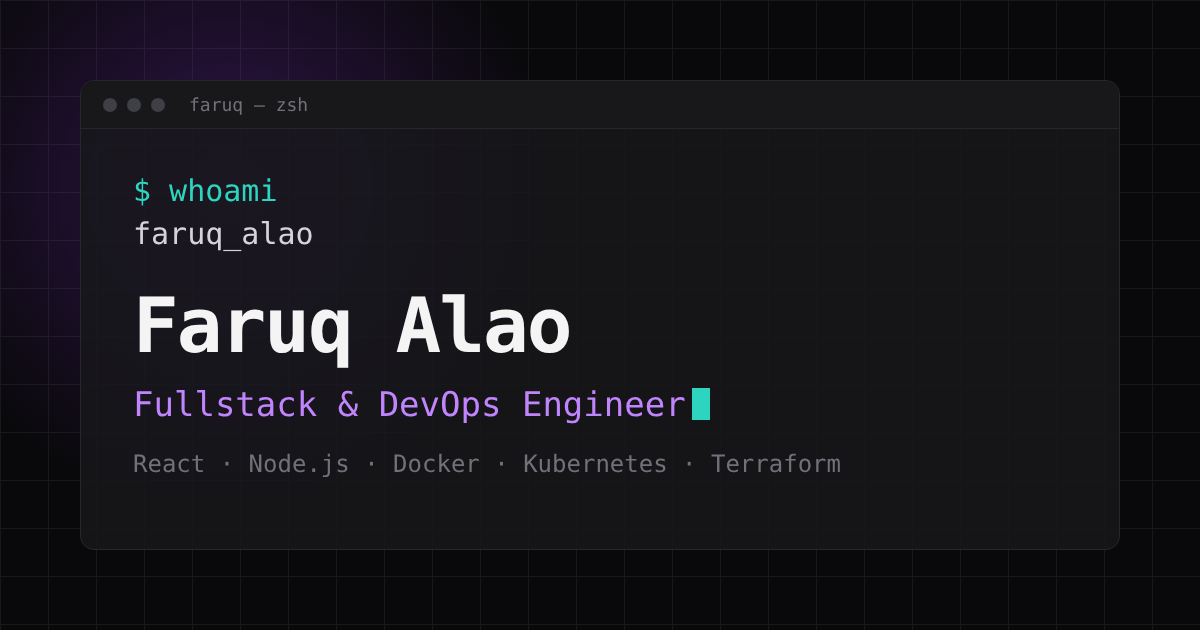 faruq — zsh
$ whoami
faruq_alao
Faruq Alao
Fullstack & DevOps Engineer
React · Node.js · Docker · Kubernetes · Terraform